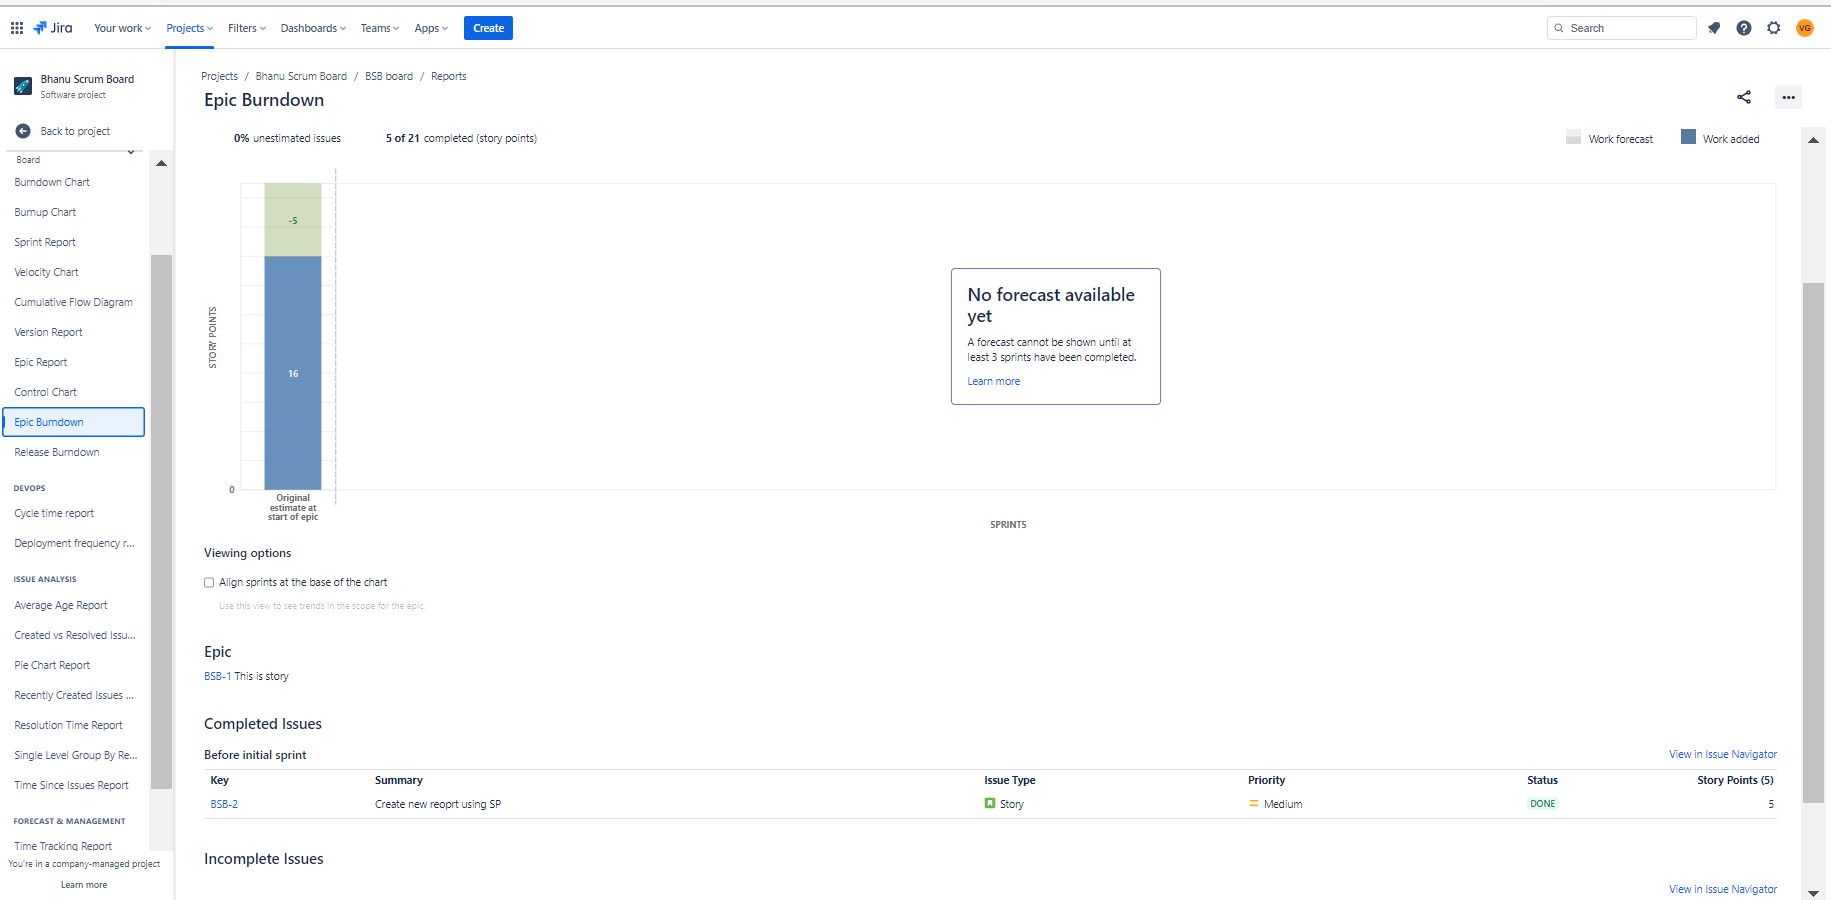 Jira
Your work
Projects
Filters
Dashboards
Teams
Apps
Create
Search
VG
Bhanu Scrum Board
Software project
Back to project
Board
Burndown Chart
Burnup Chart
Sprint Report
Velocity Chart
Cumulative Flow Diagram
Version Report
Epic Report
Control Chart
Epic Burndown
Release Burndown
DEVOPS
Cycle time report
Deployment frequency r...
ISSUE ANALYSIS
Average Age Report
Created vs Resolved Issu...
Pie Chart Report
Recently Created Issues ...
Resolution Time Report
Single Level Group By Re...
Time Since Issues Report
FORECAST & MANAGEMENT
Time Tracking Report
You're in a company-managed project
Learn more
Projects / Bhanu Scrum Board / BSB board / Reports
Epic Burndown
0% unestimated issues
5 of 21 completed (story points)
Work forecast
Work added
-5
16
STORY POINTS
0
Original
estimate at
start of epic
SPRINTS
No forecast available
yet
A forecast cannot be shown until at
least 3 sprints have been completed.
Learn more
Viewing options
Align sprints at the base of the chart
Use this view to see trends in the scope for the epic.
Epic
BSB-1 This is story
Completed Issues
Before initial sprint
View in Issue Navigator
Key Summary Issue Type Priority Status Story Points (5)
BSB-2 Create new reoprt using SP Story Medium DONE 5
Incomplete Issues
View in Issue Navigator